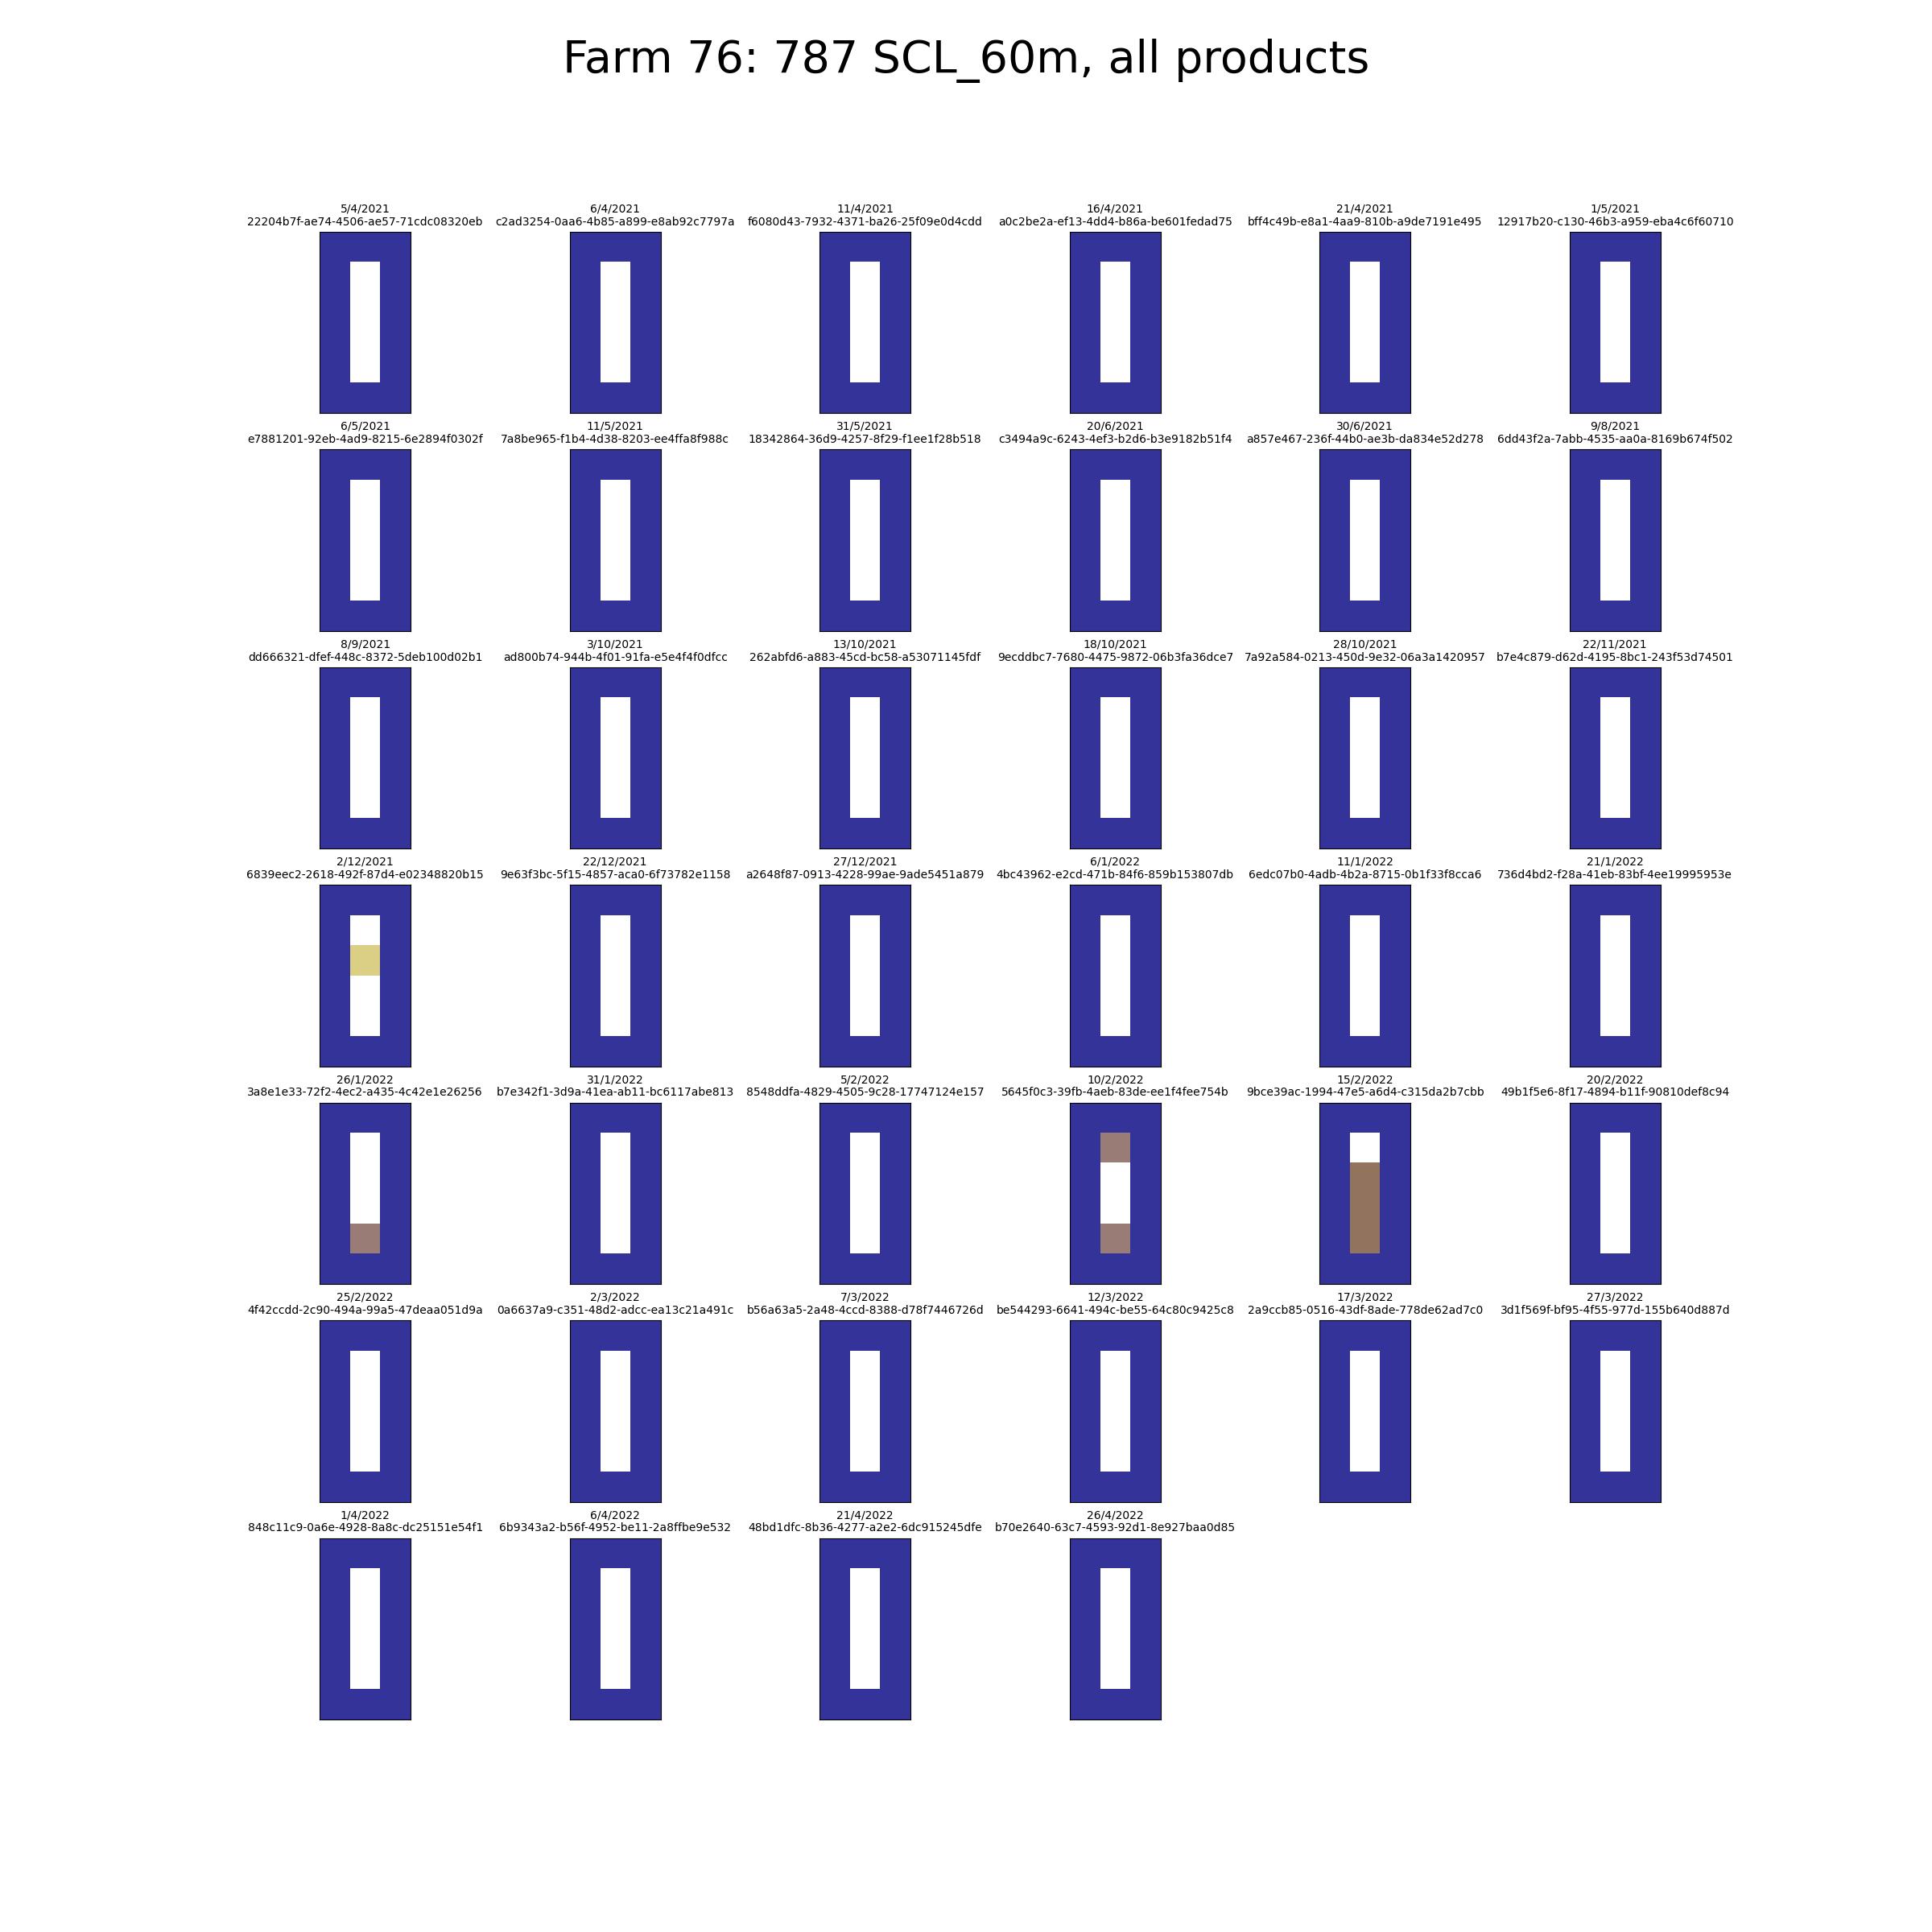 Farm 76: 787 SCL_60m, all products
5/4/2021
22204b7f-ae74-4506-ae57-71cdc08320eb
6/4/2021
c2ad3254-0aa6-4b85-a899-e8ab92c7797a
11/4/2021
f6080d43-7932-4371-ba26-25f09e0d4cdd
16/4/2021
a0c2be2a-ef13-4dd4-b86a-be601fedad75
21/4/2021
bff4c49b-e8a1-4aa9-810b-a9de7191e495
1/5/2021
12917b20-c130-46b3-a959-eba4c6f60710
6/5/2021
e7881201-92eb-4ad9-8215-6e2894f0302f
11/5/2021
7a8be965-f1b4-4d38-8203-ee4ffa8f988c
31/5/2021
18342864-36d9-4257-8f29-f1ee1f28b518
20/6/2021
c3494a9c-6243-4ef3-b2d6-b3e9182b51f4
30/6/2021
a857e467-236f-44b0-ae3b-da834e52d278
9/8/2021
6dd43f2a-7abb-4535-aa0a-8169b674f502
8/9/2021
dd666321-dfef-448c-8372-5deb100d02b1
3/10/2021
ad800b74-944b-4f01-91fa-e5e4f4f0dfcc
13/10/2021
262abfd6-a883-45cd-bc58-a53071145fdf
18/10/2021
9ecddbc7-7680-4475-9872-06b3fa36dce7
28/10/2021
7a92a584-0213-450d-9e32-06a3a1420957
22/11/2021
b7e4c879-d62d-4195-8bc1-243f53d74501
2/12/2021
6839eec2-2618-492f-87d4-e02348820b15
22/12/2021
9e63f3bc-5f15-4857-aca0-6f73782e1158
27/12/2021
a2648f87-0913-4228-99ae-9ade5451a879
6/1/2022
4bc43962-e2cd-471b-84f6-859b153807db
11/1/2022
6edc07b0-4adb-4b2a-8715-0b1f33f8cca6
21/1/2022
736d4bd2-f28a-41eb-83bf-4ee19995953e
26/1/2022
3a8e1e33-72f2-4ec2-a435-4c42e1e26256
31/1/2022
b7e342f1-3d9a-41ea-ab11-bc6117abe813
5/2/2022
8548ddfa-4829-4505-9c28-17747124e157
10/2/2022
5645f0c3-39fb-4aeb-83de-ee1f4fee754b
15/2/2022
9bce39ac-1994-47e5-a6d4-c315da2b7cbb
20/2/2022
49b1f5e6-8f17-4894-b11f-90810def8c94
25/2/2022
4f42ccdd-2c90-494a-99a5-47deaa051d9a
2/3/2022
0a6637a9-c351-48d2-adcc-ea13c21a491c
7/3/2022
b56a63a5-2a48-4ccd-8388-d78f7446726d
12/3/2022
be544293-6641-494c-be55-64c80c9425c8
17/3/2022
2a9ccb85-0516-43df-8ade-778de62ad7c0
27/3/2022
3d1f569f-bf95-4f55-977d-155b640d887d
1/4/2022
848c11c9-0a6e-4928-8a8c-dc25151e54f1
6/4/2022
6b9343a2-b56f-4952-be11-2a8ffbe9e532
21/4/2022
48bd1dfc-8b36-4277-a2e2-6dc915245dfe
26/4/2022
b70e2640-63c7-4593-92d1-8e927baa0d85